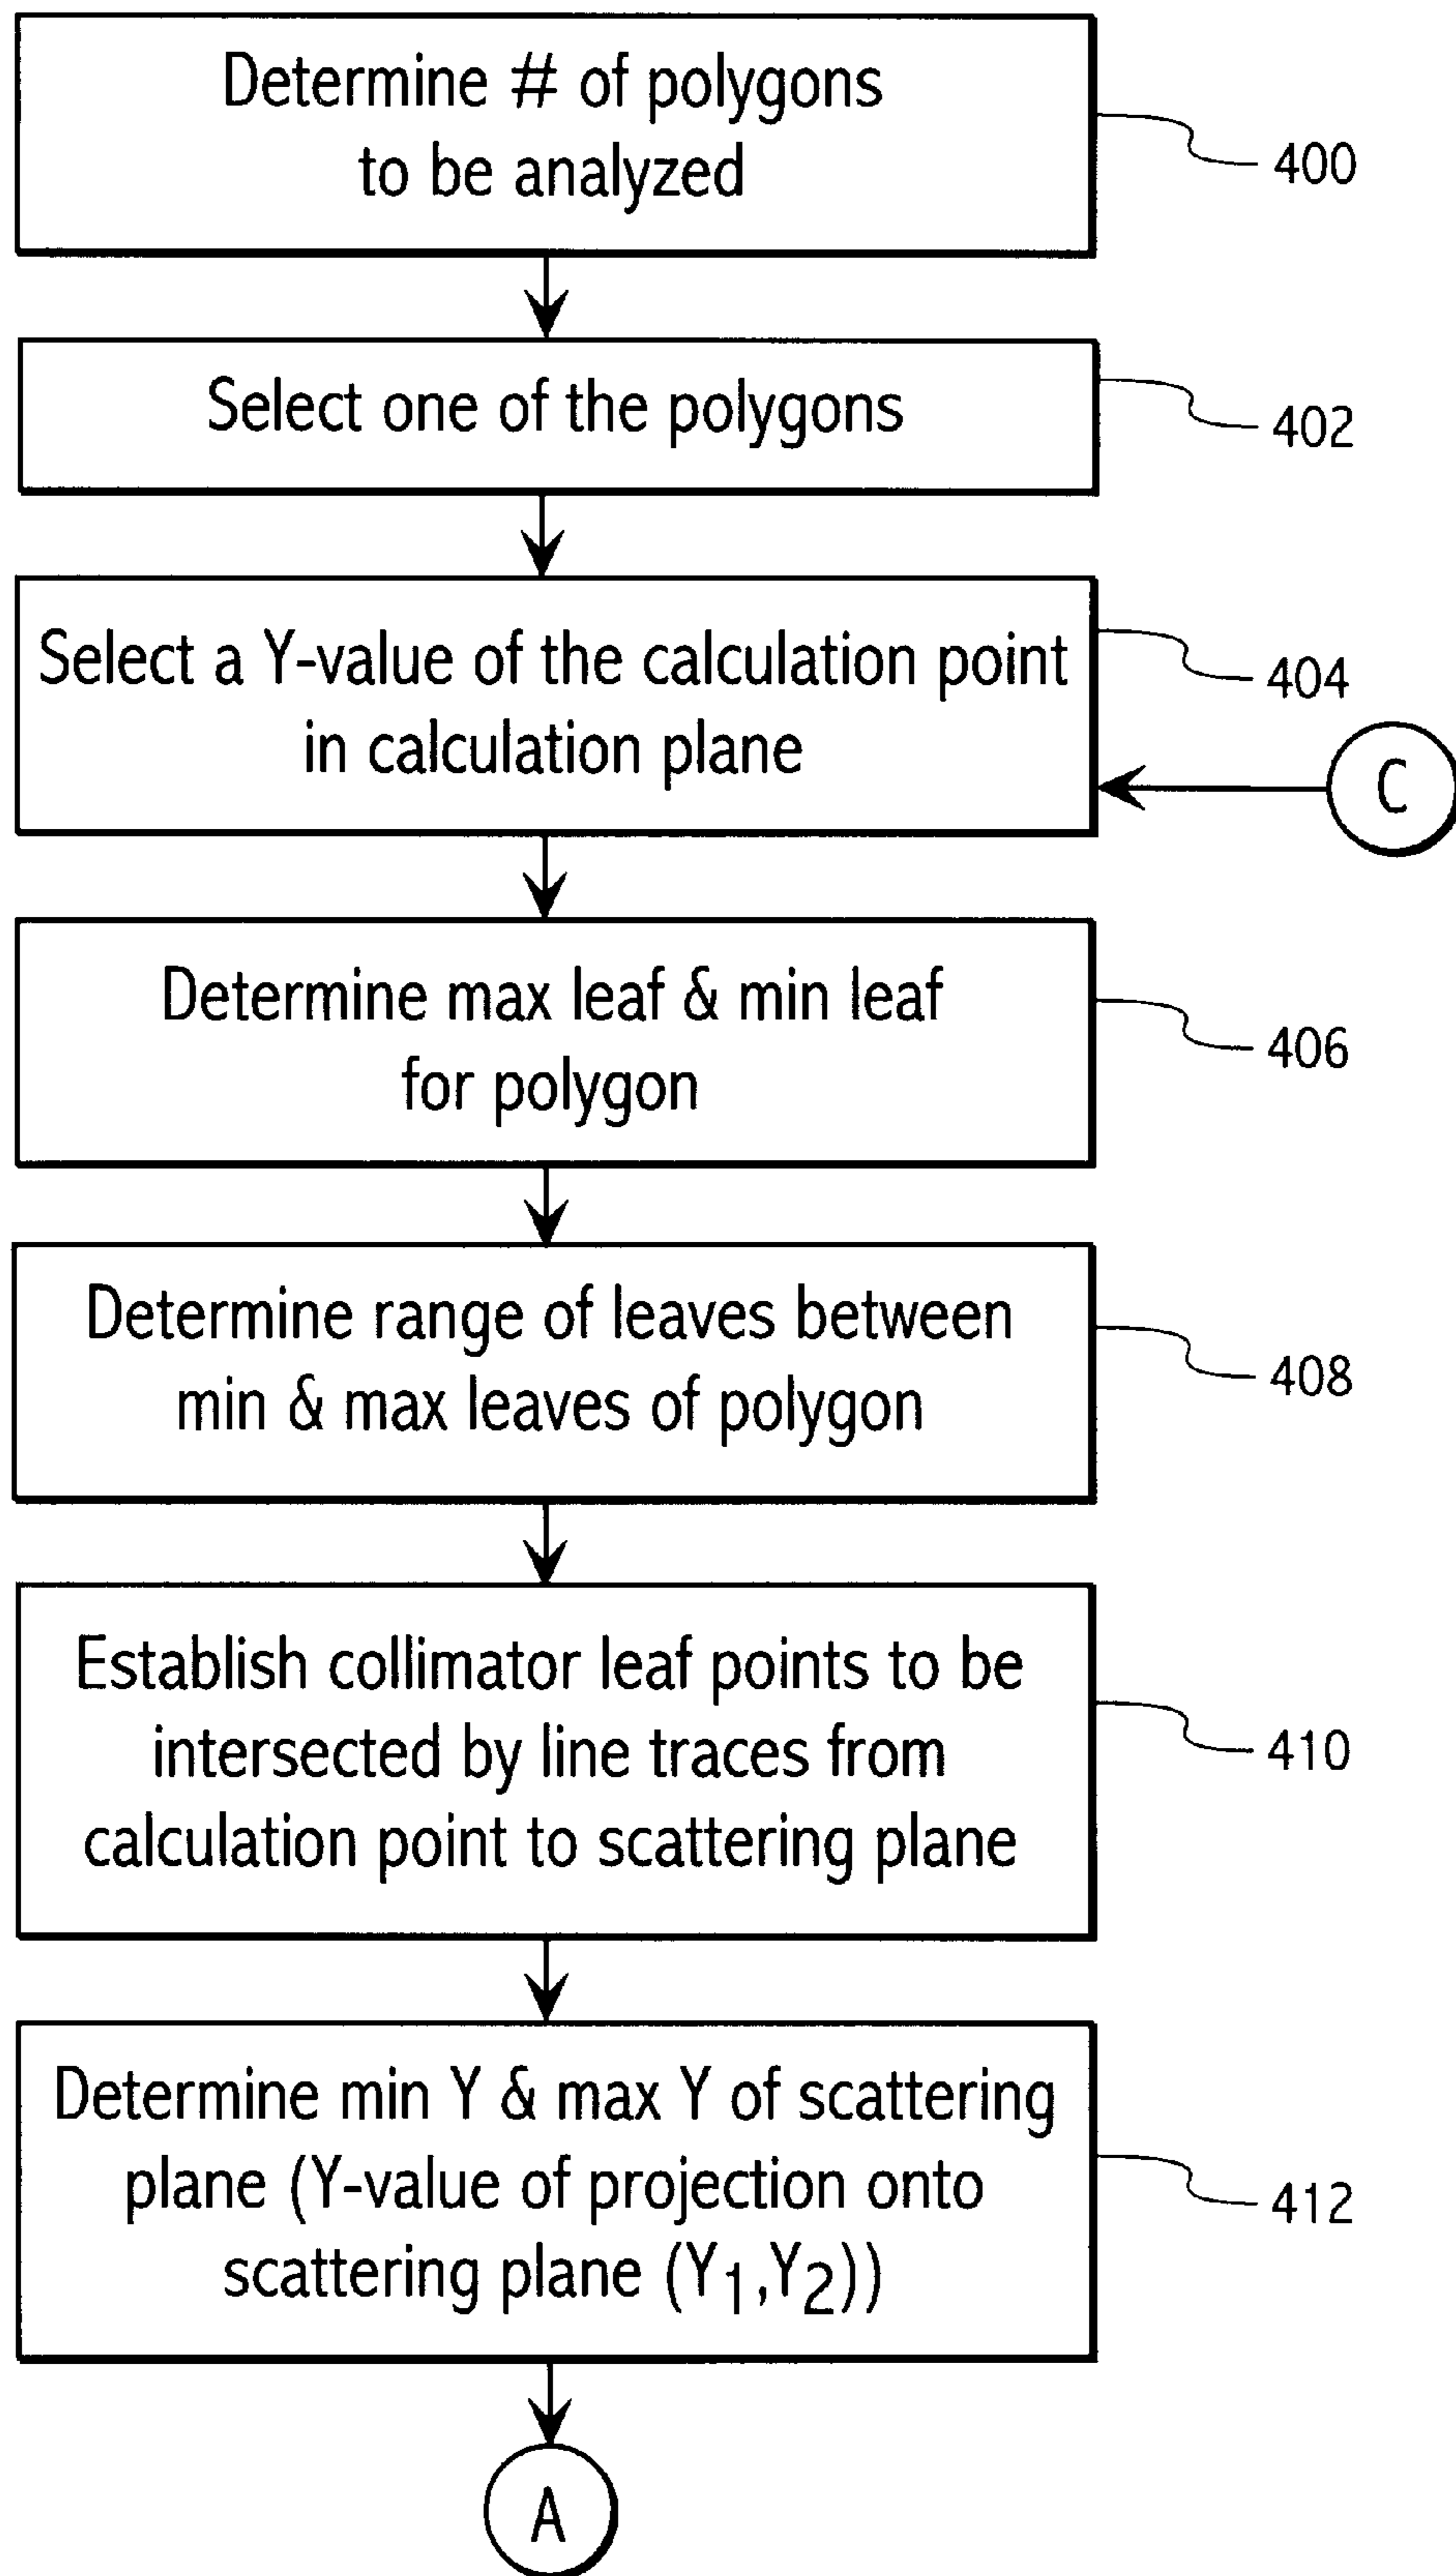 Determine # of polygons
to be analyzed
400
Select one of the polygons
402
Select a Y-value of the calculation point
in calculation plane
404
C
Determine max leaf & min leaf
for polygon
406
Determine range of leaves between
min & max leaves of polygon
408
Establish collimator leaf points to be
intersected by line traces from
calculation point to scattering plane
410
Determine min Y & max Y of scattering
plane (Y-value of projection onto
scattering plane (Y1,Y2))
412
A